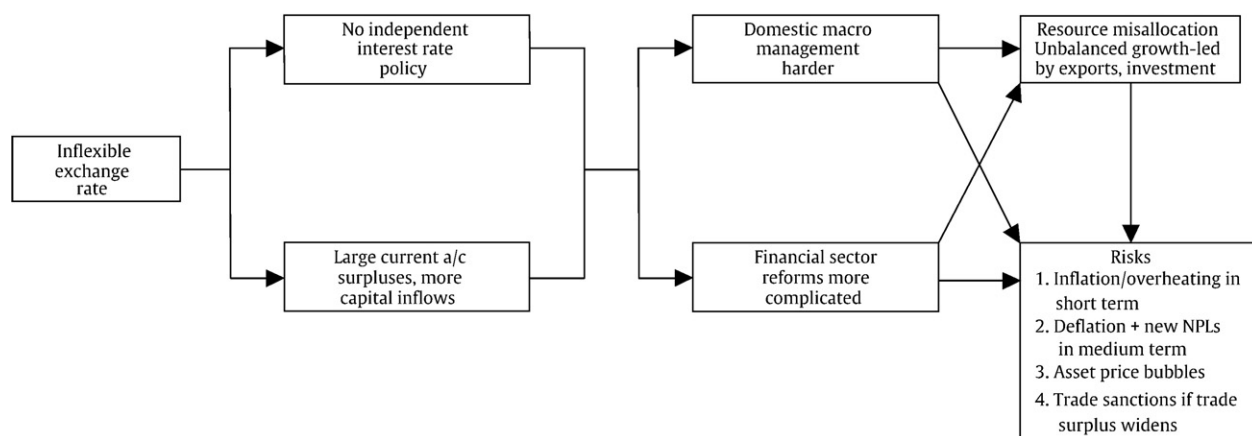 Inflexible
exchange
rate
No independent
interest rate
policy
Large current a/c
surpluses, more
capital inflows
Domestic macro
management
harder
Financial sector
reforms more
complicated
Resource misallocation
Unbalanced growth-led
by exports, investment
Risks
1. Inflation/overheating in
short term
2. Deflation + new NPLs
in medium term
3. Asset price bubbles
4. Trade sanctions if trade
surplus widens